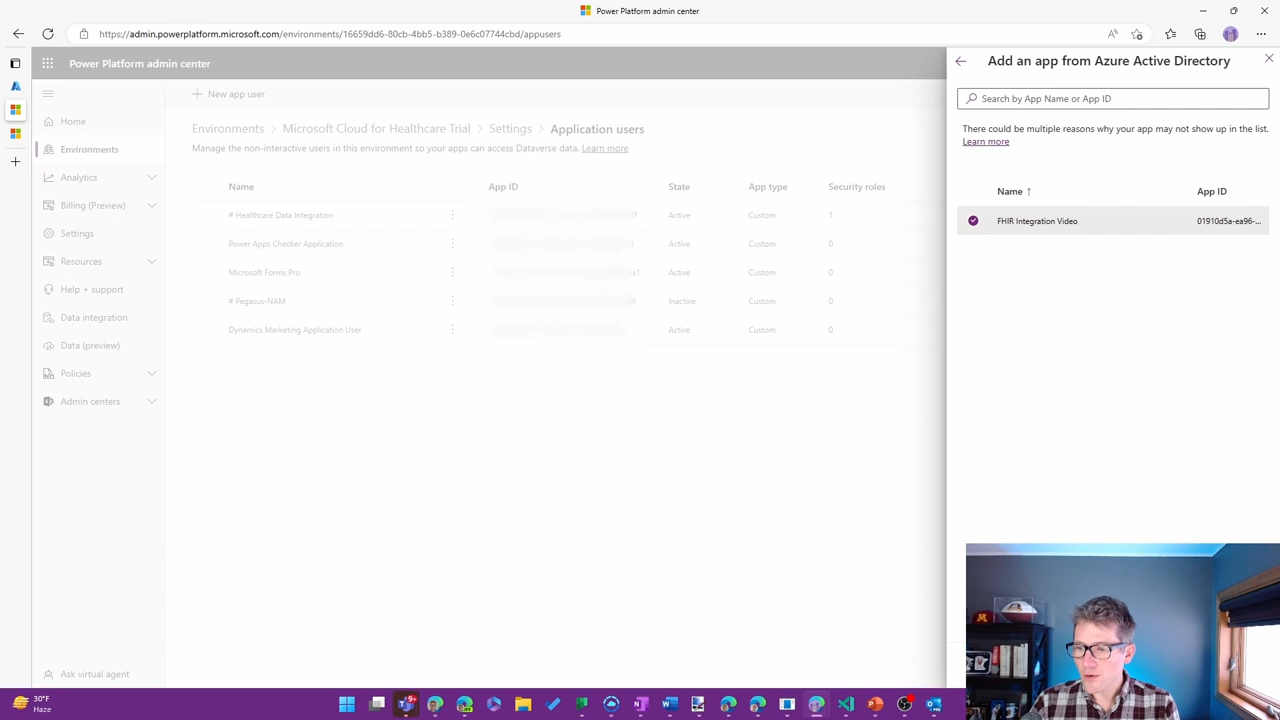 Power Platform admin center
https://admin.powerplatform.microsoft.com/environments/16659dd6-80cb-4bb5-b389-0e6c07744cbd/appusers
Power Platform admin center
Add an app from Azure Active Directory
New app user
Search by App Name or App ID
Home
Environments > Microsoft Cloud for Healthcare Trial > Settings > Application users
There could be multiple reasons why your app may not show up in the list.
Learn more
Environments
Manage the non-interactive users in this environment so your apps can access Dataverse data. Learn more
Analytics
Name App ID State App type Security roles
Name ↑ App ID
Billing (Preview)
# Healthcare Data Integration Active Custom 1
FHIR Integration Video 01910d5a-ea96-...
Settings
Power Apps Checker Application Active Custom 0
Resources
Microsoft Forms Pro Active Custom 0
Help + support
# Pegasus-NAM Inactive Custom 0
Data integration
Dynamics Marketing Application User Active Custom 0
Data (preview)
Policies
Admin centers
Ask virtual agent
30°F
Haze
9+